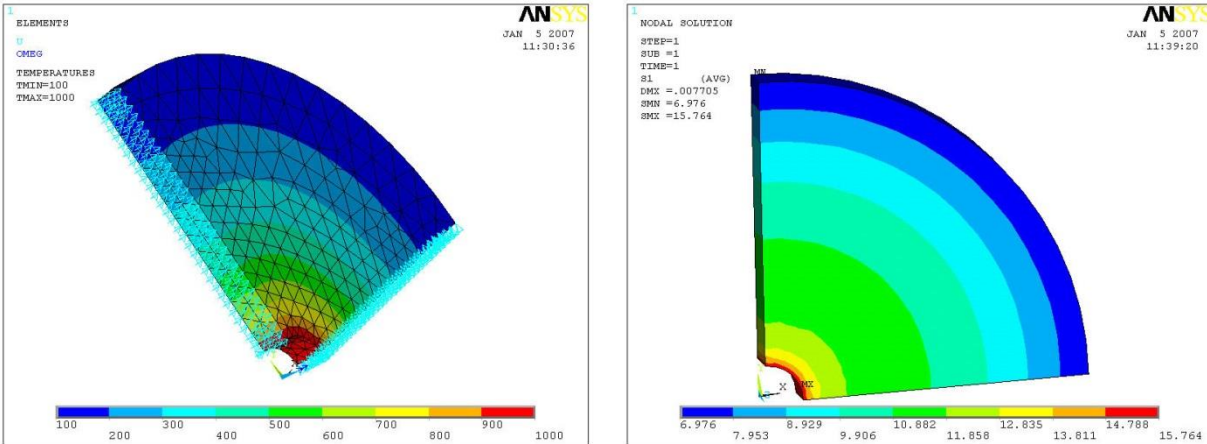 1
ELEMENTS
U
OMEG
TEMPERATURES
TMIN=100
TMAX=1000
ANSYS
JAN 5 2007
11:30:36
100 200 300 400 500 600 700 800 900 1000
1
NODAL SOLUTION
STEP=1
SUB =1
TIME=1
S1 (AVG)
DMX =.007705
SMN =6.976
SMX =15.764
ANSYS
JAN 5 2007
11:39:20
MN
X
MX
6.976 7.953 8.929 9.906 10.882 11.858 12.835 13.811 14.788 15.764